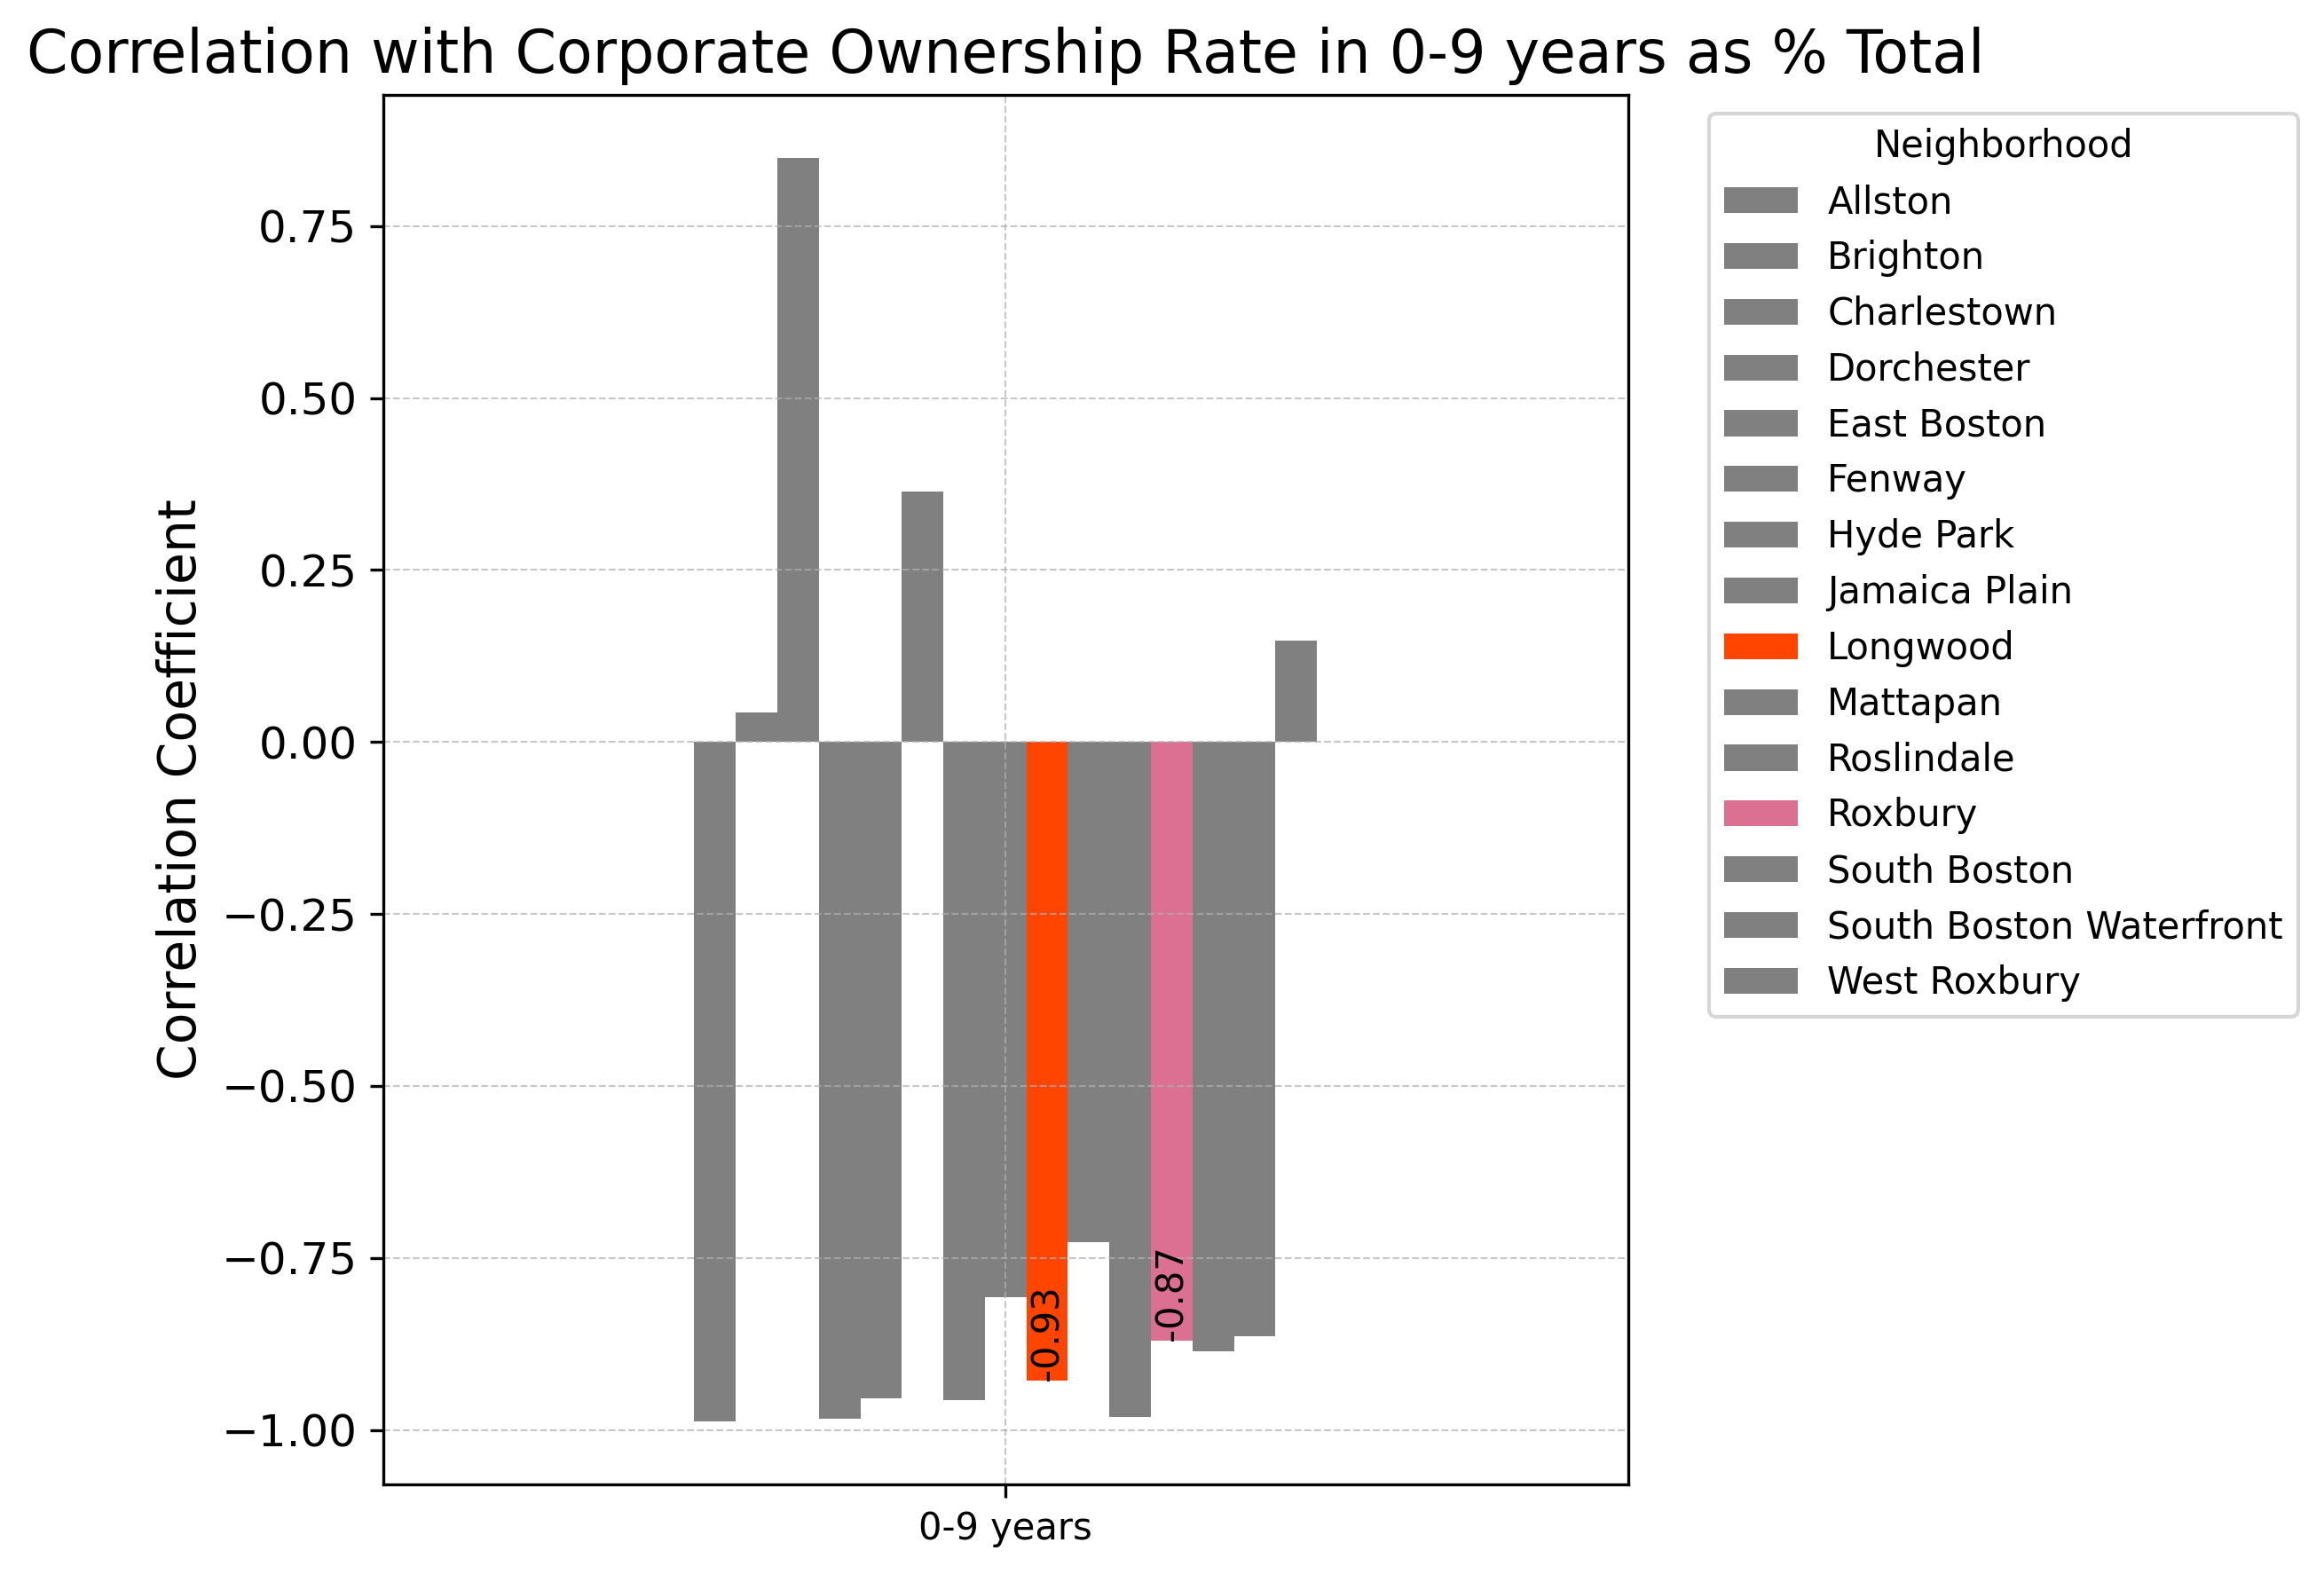 Correlation with Corporate Ownership Rate in 0-9 years as % Total
Correlation Coefficient
0.75
0.50
0.25
0.00
−0.25
−0.50
−0.75
−1.00
-0.93
-0.87
0-9 years
Neighborhood
Allston
Brighton
Charlestown
Dorchester
East Boston
Fenway
Hyde Park
Jamaica Plain
Longwood
Mattapan
Roslindale
Roxbury
South Boston
South Boston Waterfront
West Roxbury